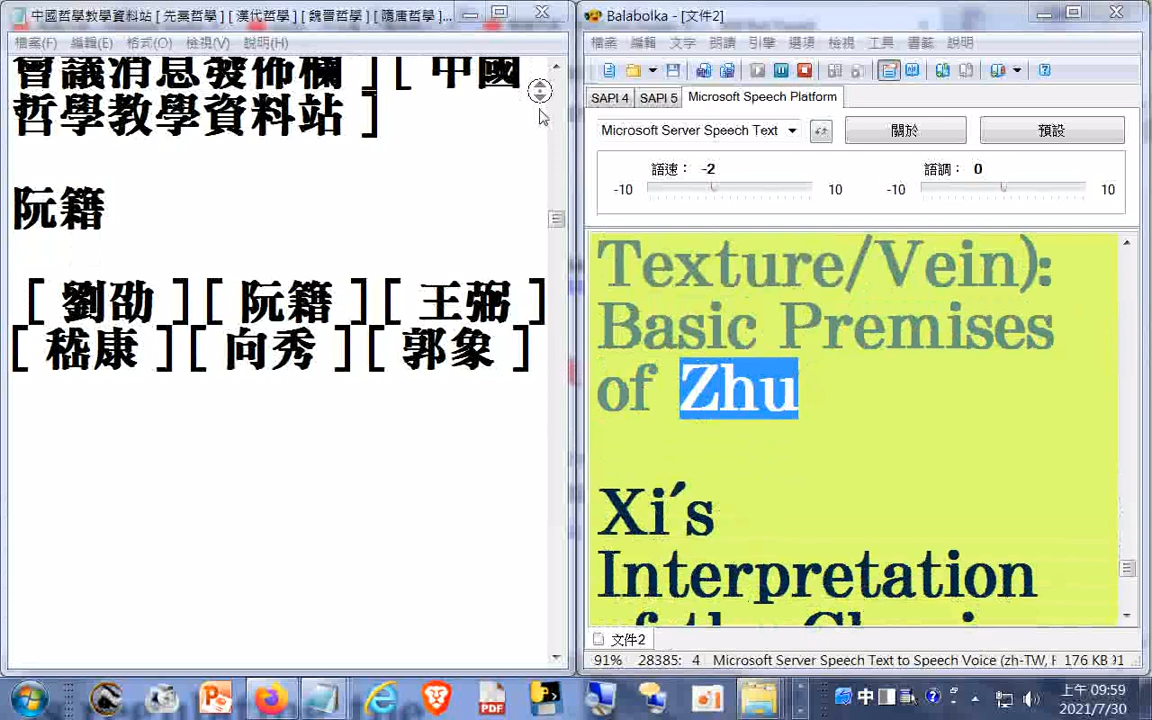 中國哲學教學資料站 [ 先秦哲學 ] [ 漢代哲學 ] [ 魏晉哲學 ] [ 隋唐哲學 ]...
檔案(F) 編輯(E) 格式(O) 檢視(V) 說明(H)
會議消息發佈欄 ] [ 中國
哲學教學資料站 ]
阮籍
[ 劉劭 ][ 阮籍 ][ 王弼 ]
[ 嵇康 ][ 向秀 ][ 郭象 ]
Balabolka - [文件2]
檔案 編輯 文字 朗讀 引擎 選項 檢視 工具 書籤 說明
SAPI 4 SAPI 5 Microsoft Speech Platform
Microsoft Server Speech Text 關於 預設
語速： -2 語調： 0
-10 10 -10 10
Texture/Vein):
Basic Premises
of Zhu
Xi's
Interpretation
文件2
91% 28385: 4 Microsoft Server Speech Text to Speech Voice (zh-TW, 176 KB
中
上午 09:59
2021/7/30